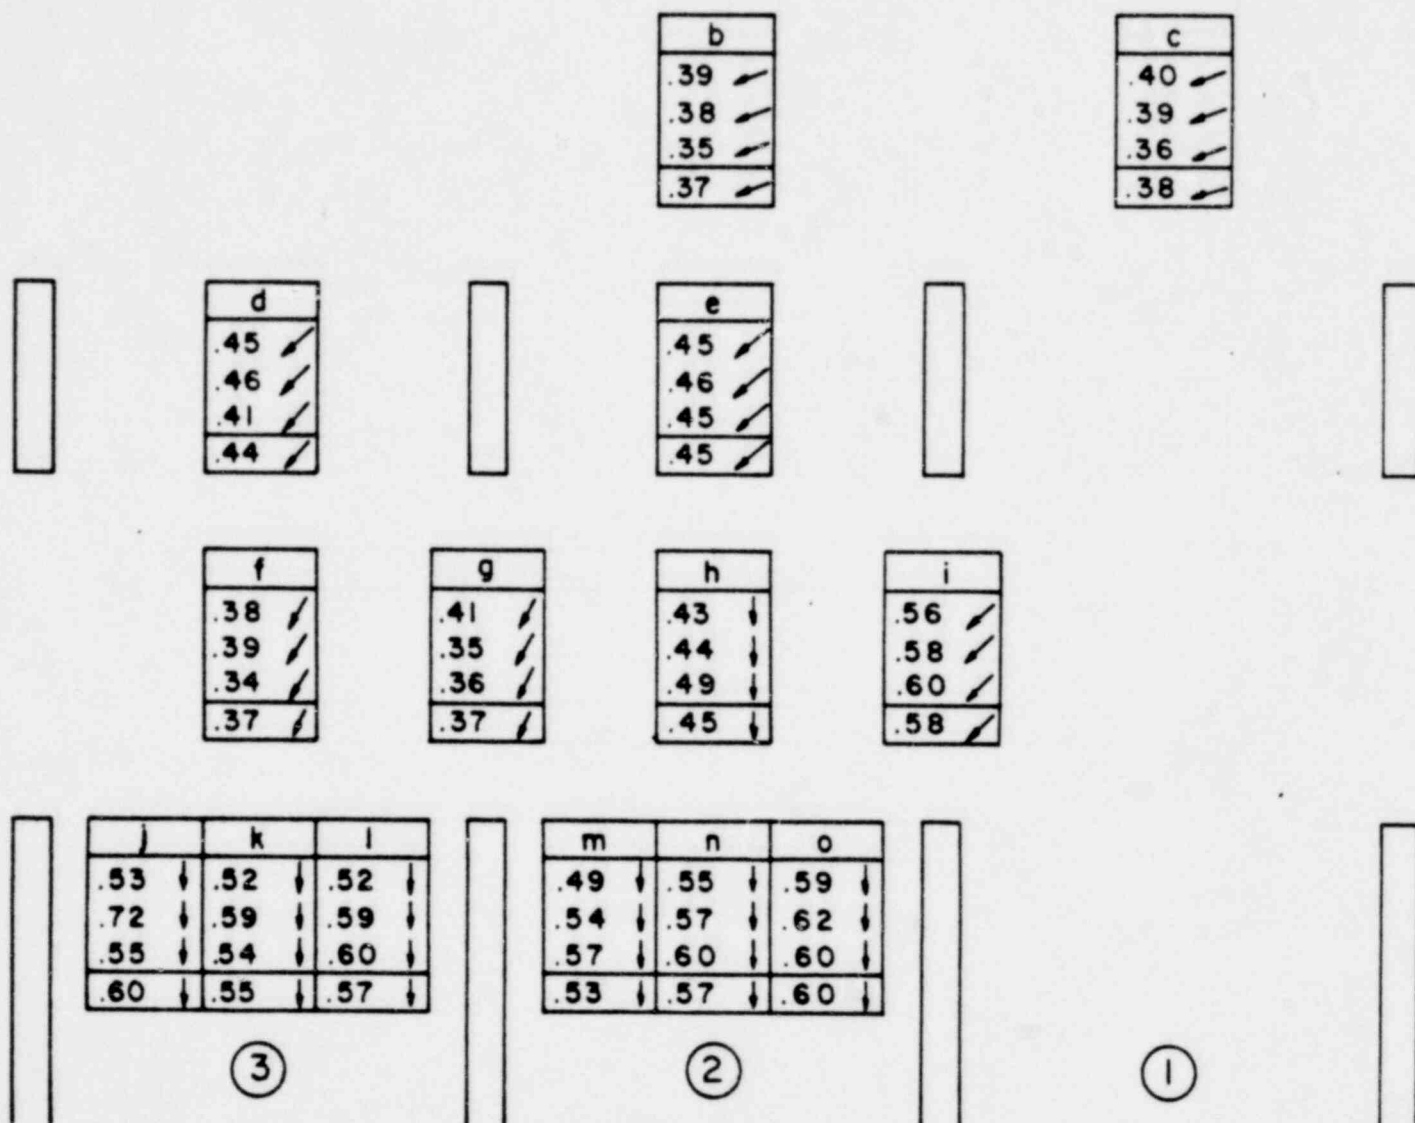 b
.39
.38
.35
.37
c
.40
.39
.36
.38
d
.45
.46
.41
.44
e
.45
.46
.45
.45
f
.38
.39
.34
.37
g
.41
.35
.36
.37
h
.43
.44
.49
.45
i
.56
.58
.60
.58
j k l
.53 .52 .52
.72 .59 .59
.55 .54 .60
.60 .55 .57
m n o
.49 .55 .59
.54 .57 .62
.57 .60 .60
.53 .57 .60
3 2 1